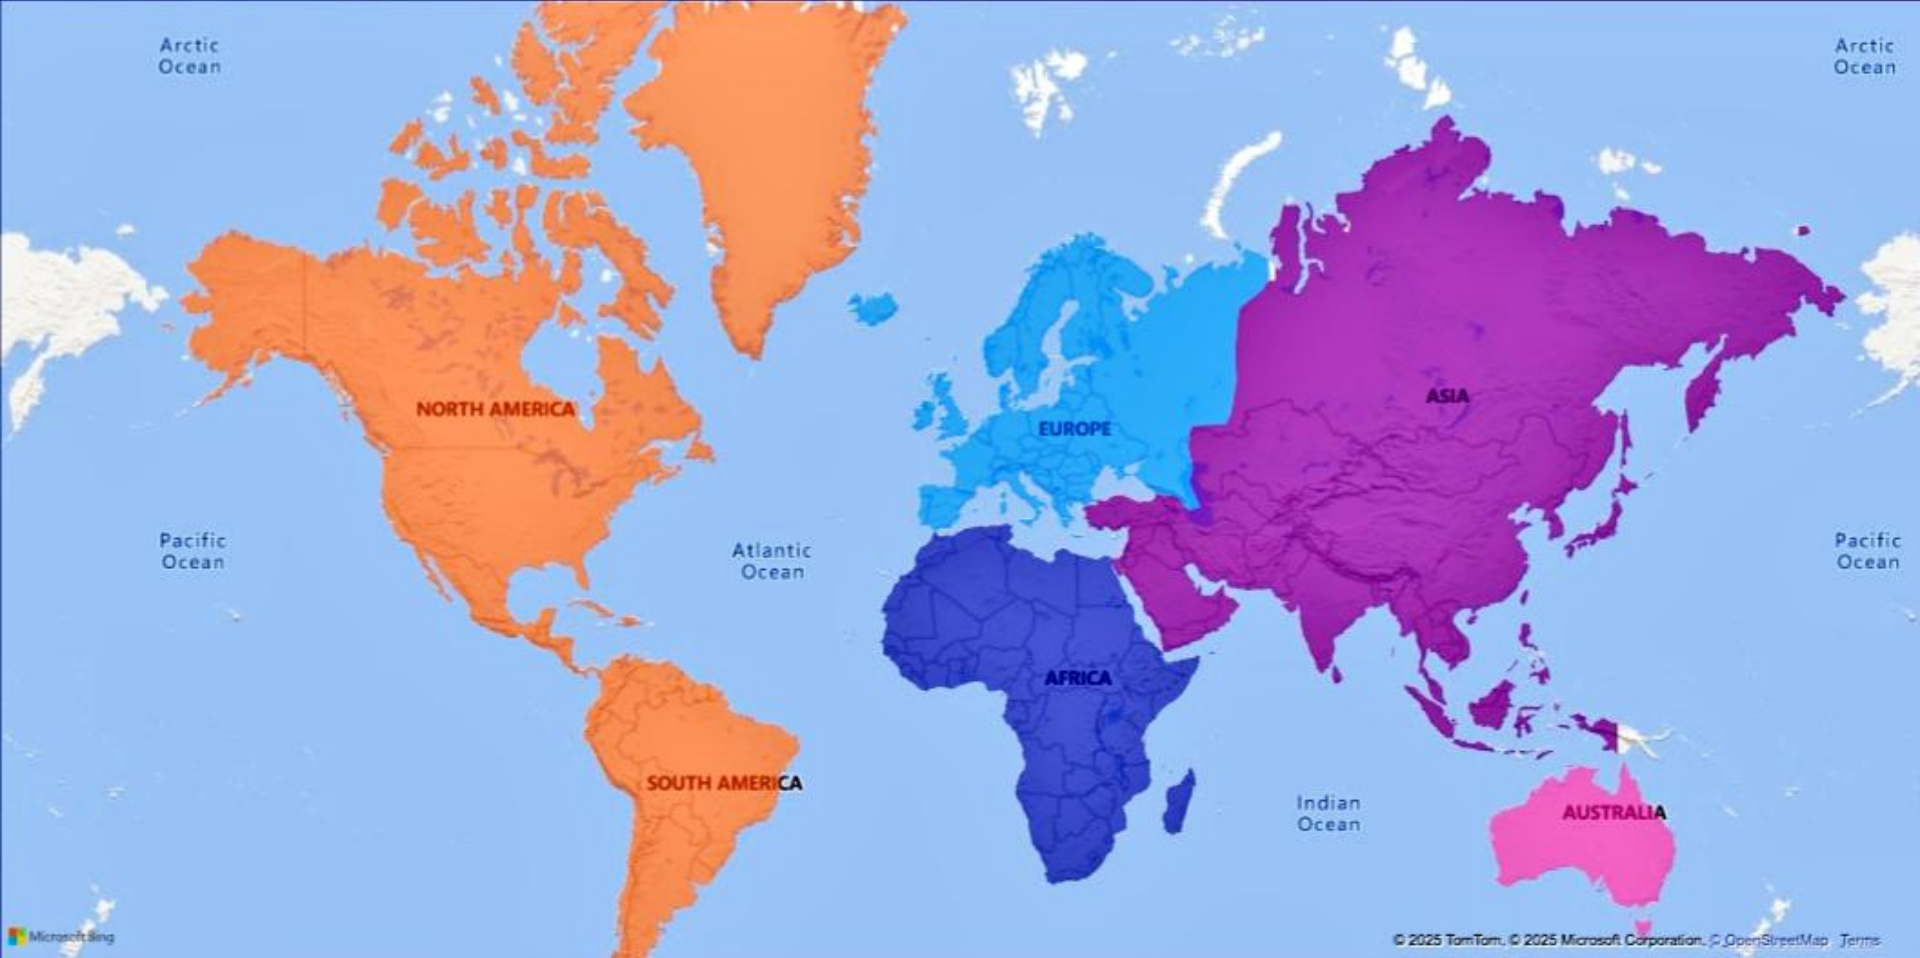 Arctic
Ocean
Arctic
Ocean
NORTH AMERICA
ASIA
EUROPE
Pacific
Ocean
Atlantic
Ocean
Pacific
Ocean
AFRICA
SOUTH AMERICA
Indian
Ocean
AUSTRALIA
Microsoft Bing
© 2025 TomTom, © 2025 Microsoft Corporation, © OpenStreetMap Terms